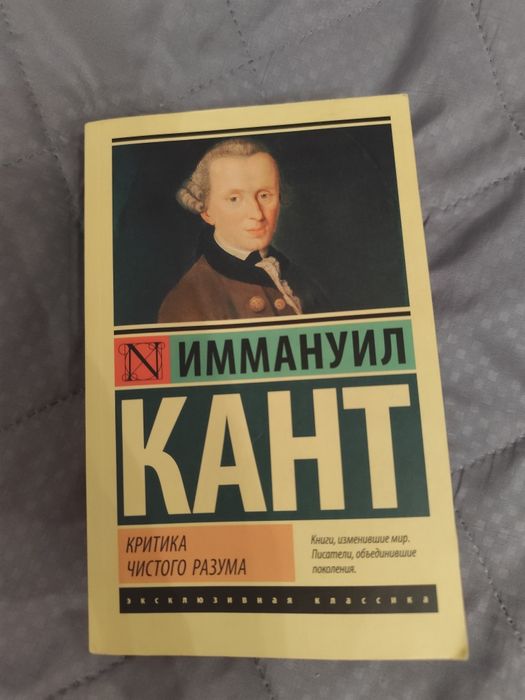 N ИММАНУИЛ
КАНТ
КРИТИКА
ЧИСТОГО РАЗУМА
Книги, изменившие мир.
Писатели, объединившие
поколения.
эксклюзивная классика